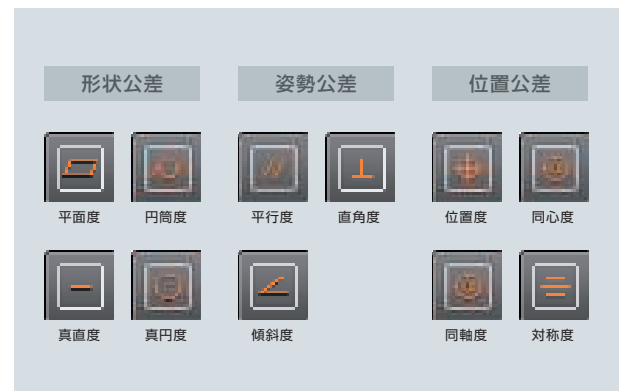 形状公差
姿勢公差
位置公差
平面度
円筒度
平行度
直角度
位置度
同心度
真直度
真円度
傾斜度
同軸度
対称度